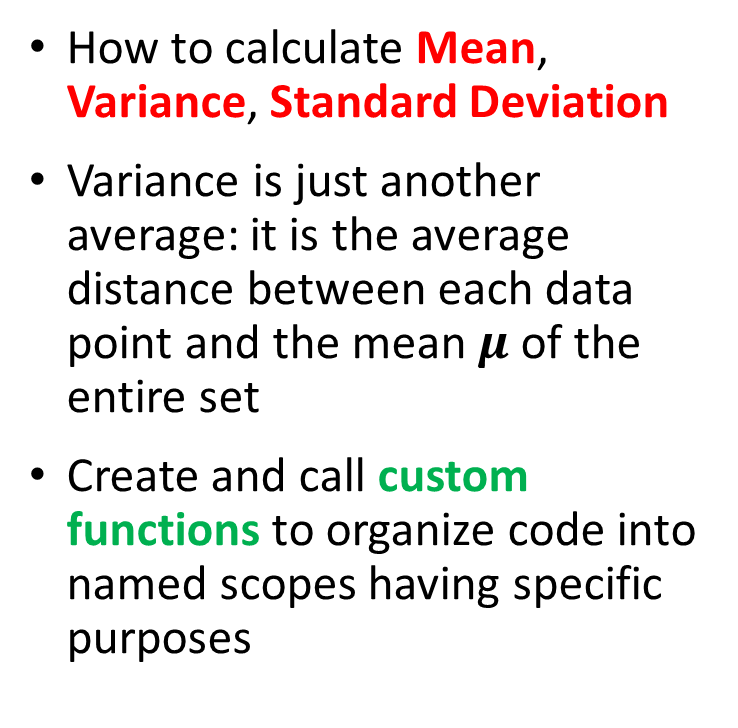 • How to calculate Mean,
Variance, Standard Deviation
• Variance is just another
average: it is the average
distance between each data
point and the mean μ of the
entire set
• Create and call custom
functions to organize code into
named scopes having specific
purposes